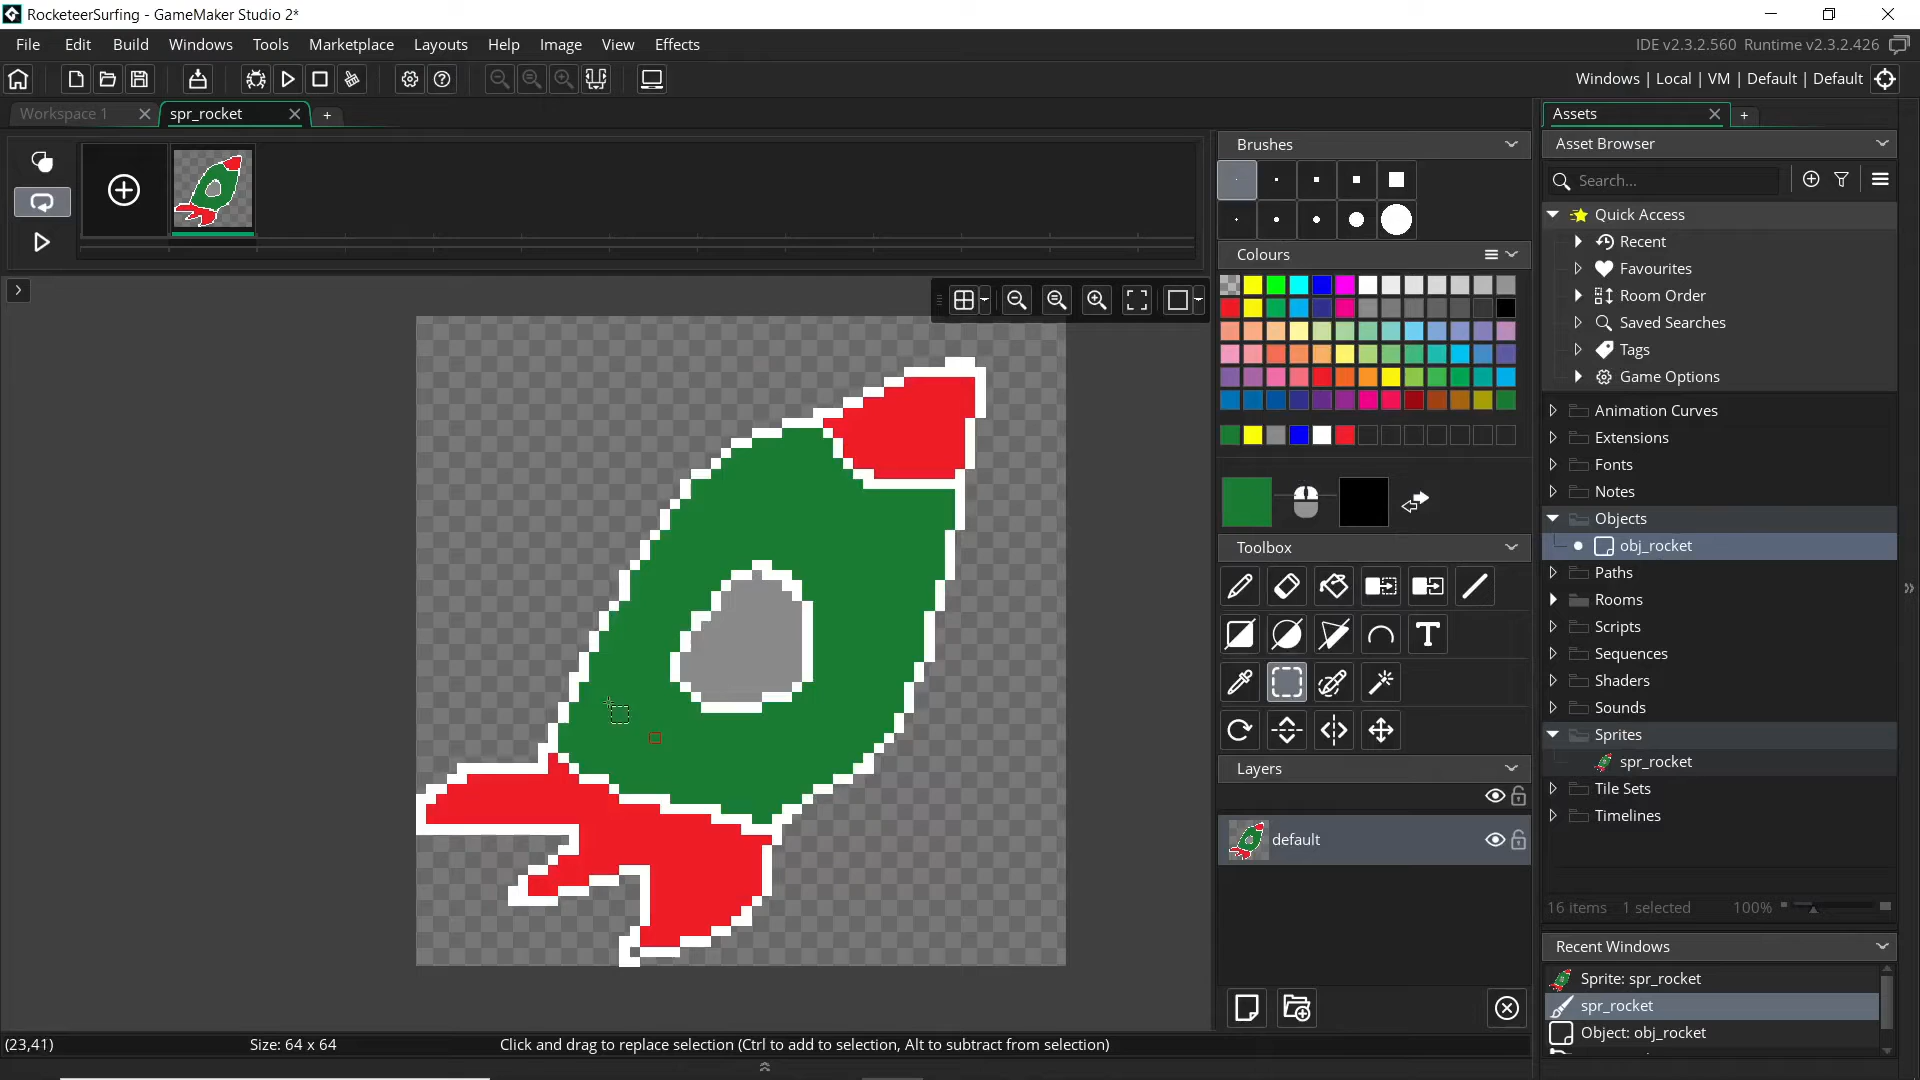 RocketeerSurfing - GameMaker Studio 2*
File Edit Build Windows Tools Marketplace Layouts Help Image View Effects
IDE v2.3.2.560 Runtime v2.3.2.426
Windows | Local | VM | Default | Default
Workspace 1
spr_rocket
Brushes
Colours
Toolbox
T
Layers
default
Assets
Asset Browser
Search...
Quick Access
Recent
Favourites
Room Order
Saved Searches
Tags
Game Options
Animation Curves
Extensions
Fonts
Notes
Objects
obj_rocket
Paths
Rooms
Scripts
Sequences
Shaders
Sounds
Sprites
spr_rocket
Tile Sets
Timelines
16 items 1 selected 100%
Recent Windows
Sprite: spr_rocket
spr_rocket
Object: obj_rocket
(23,41) Size: 64 x 64 Click and drag to replace selection (Ctrl to add to selection, Alt to subtract from selection)